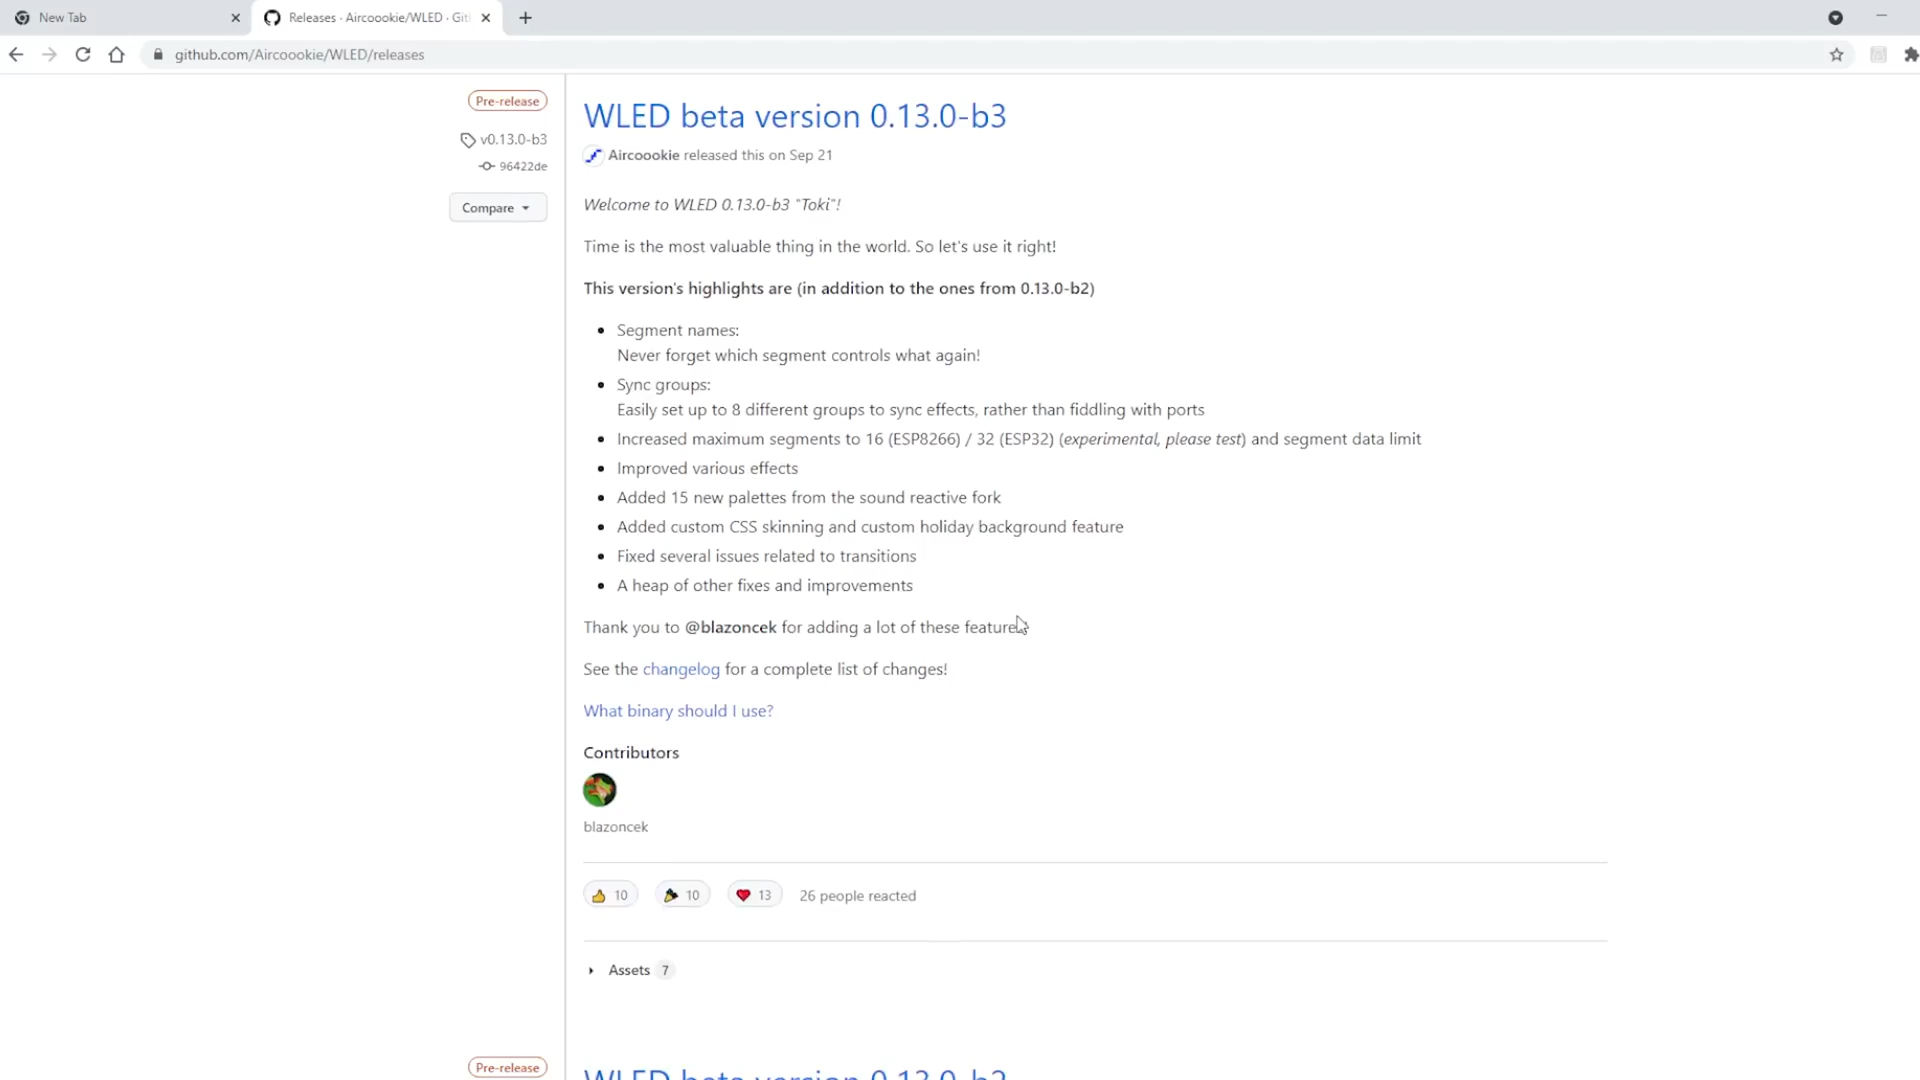 New Tab
Releases · Aircoookie/WLED · Git
github.com/Aircoookie/WLED/releases
Pre-release
v0.13.0-b3
96422de
Compare
WLED beta version 0.13.0-b3
Aircoookie released this on Sep 21
Welcome to WLED 0.13.0-b3 "Toki"!
Time is the most valuable thing in the world. So let's use it right!
This version's highlights are (in addition to the ones from 0.13.0-b2)
Segment names:
Never forget which segment controls what again!
Sync groups:
Easily set up to 8 different groups to sync effects, rather than fiddling with ports
Increased maximum segments to 16 (ESP8266) / 32 (ESP32) (experimental, please test) and segment data limit
Improved various effects
Added 15 new palettes from the sound reactive fork
Added custom CSS skinning and custom holiday background feature
Fixed several issues related to transitions
A heap of other fixes and improvements
Thank you to @blazoncek for adding a lot of these feature
See the changelog for a complete list of changes!
What binary should I use?
Contributors
blazoncek
10 10 13 26 people reacted
Assets 7
Pre-release
WLED beta version 0.13.0-b2